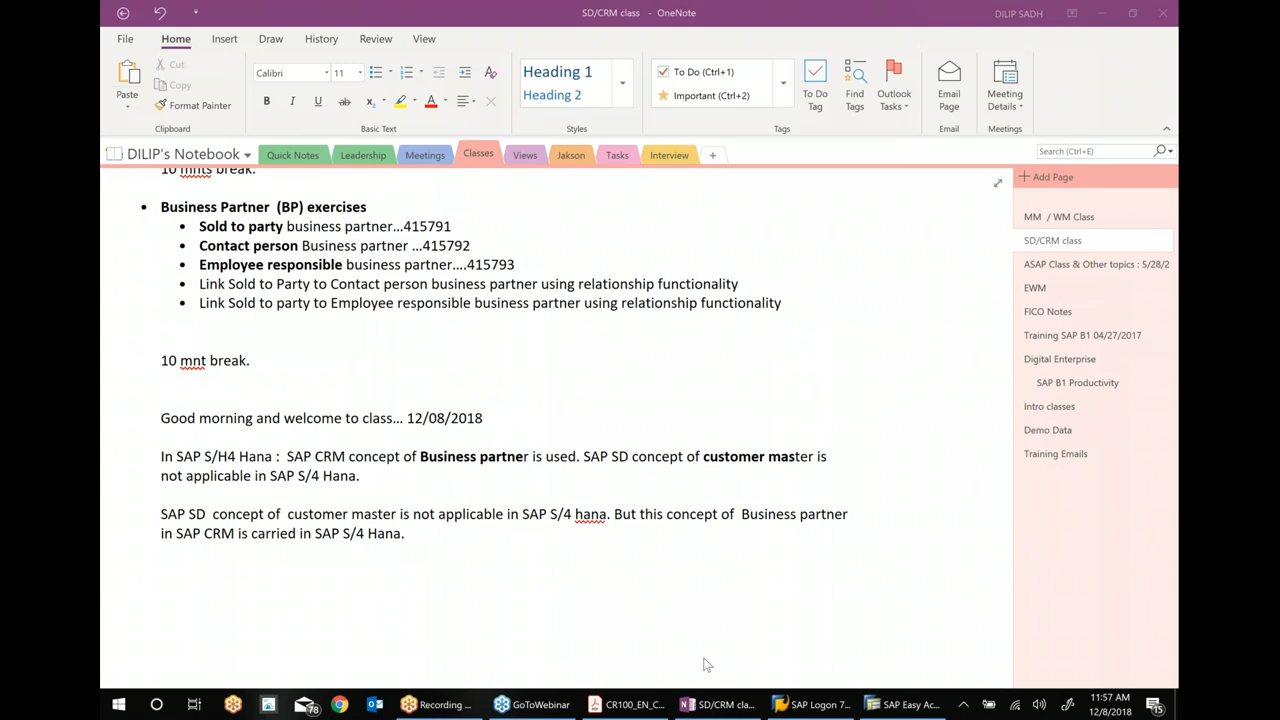 SD/CRM class - OneNote
DILIP SADH
File Home Insert Draw History Review View
Paste
Cut
Copy
Format Painter
Clipboard
Calibri 11
B I U ab x₂ A
Basic Text
Heading 1
Heading 2
Styles
To Do (Ctrl+1)
Important (Ctrl+2)
To Do Tag
Find Tags
Outlook Tasks
Tags
Email Page
Email
Meeting Details
Meetings
DILIP's Notebook
Quick Notes Leadership Meetings Classes Views Jakson Tasks Interview +
Search (Ctrl+E)
10 mnts break.
• Business Partner (BP) exercises
• Sold to party business partner...415791
• Contact person Business partner ...415792
• Employee responsible business partner....415793
• Link Sold to Party to Contact person business partner using relationship functionality
• Link Sold to party to Employee responsible business partner using relationship functionality
10 mnt break.
Good morning and welcome to class... 12/08/2018
In SAP S/H4 Hana : SAP CRM concept of Business partner is used. SAP SD concept of customer master is
not applicable in SAP S/4 Hana.
SAP SD concept of customer master is not applicable in SAP S/4 hana. But this concept of Business partner
in SAP CRM is carried in SAP S/4 Hana.
Add Page
MM / WM Class
SD/CRM class
ASAP Class & Other topics : 5/28/2
EWM
FICO Notes
Training SAP B1 04/27/2017
Digital Enterprise
SAP B1 Productivity
Intro classes
Demo Data
Training Emails
78
Recording ...
GoToWebinar
CR100_EN_C...
SD/CRM cla...
SAP Logon 7...
SAP Easy Ac...
11:57 AM
12/8/2018
15